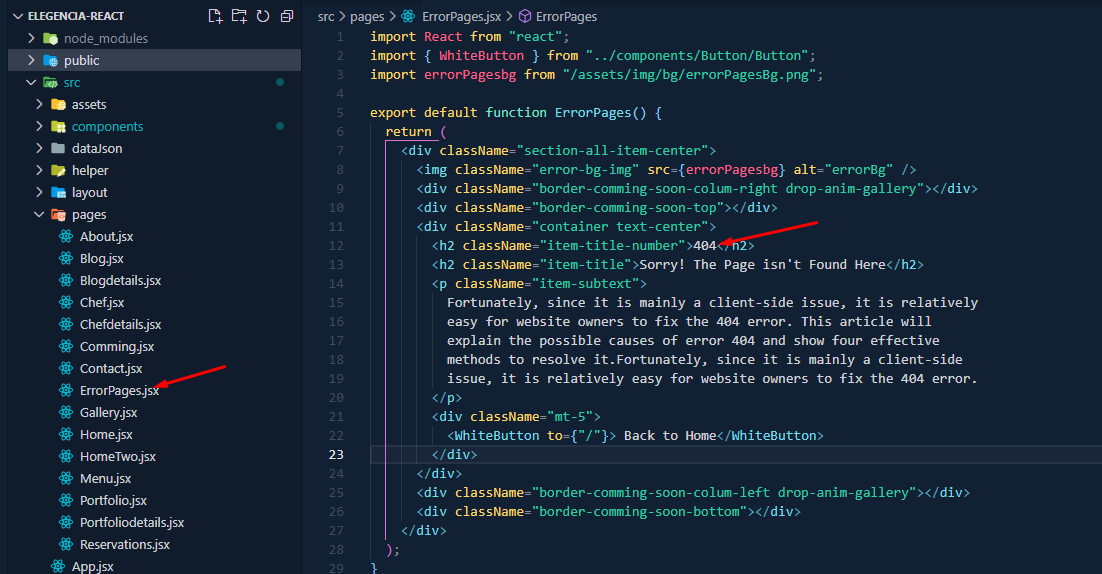 ELEGENCIA-REACT
node_modules
public
src
assets
components
dataJson
helper
layout
pages
About.jsx
Blog.jsx
Blogdetails.jsx
Chef.jsx
Chefdetails.jsx
Comming.jsx
Contact.jsx
ErrorPages.jsx
Gallery.jsx
Home.jsx
HomeTwo.jsx
Menu.jsx
Portfolio.jsx
Portfoliodetails.jsx
Reservations.jsx
App.jsx
src > pages > ErrorPages.jsx > ErrorPages
1 import React from "react";
2 import { WhiteButton } from "../components/Button/Button";
3 import errorPagesbg from "/assets/img/bg/errorPagesBg.png";
4
5 export default function ErrorPages() {
6 return (
7 <div className="section-all-item-center">
8 <img className="error-bg-img" src={errorPagesbg} alt="errorBg" />
9 <div className="border-comming-soon-colum-right drop-anim-gallery"></div>
10 <div className="border-comming-soon-top"></div>
11 <div className="container text-center">
12 <h2 className="item-title-number">404</h2>
13 <h2 className="item-title">Sorry! The Page isn't Found Here</h2>
14 <p className="item-subtext">
15 Fortunately, since it is mainly a client-side issue, it is relatively
16 easy for website owners to fix the 404 error. This article will
17 explain the possible causes of error 404 and show four effective
18 methods to resolve it.Fortunately, since it is mainly a client-side
19 issue, it is relatively easy for website owners to fix the 404 error.
20 </p>
21 <div className="mt-5">
22 <WhiteButton to={"/"}> Back to Home</WhiteButton>
23 </div>
24 </div>
25 <div className="border-comming-soon-colum-left drop-anim-gallery"></div>
26 <div className="border-comming-soon-bottom"></div>
27 </div>
28 );
29 }